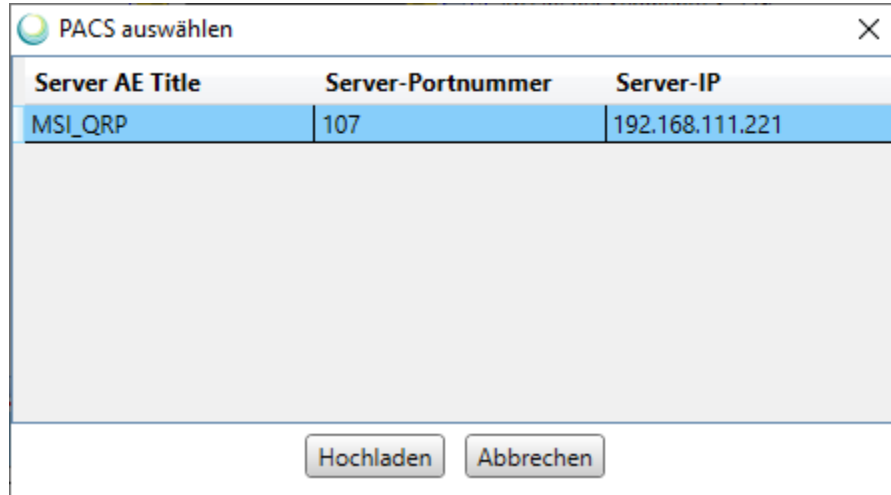 PACS auswählen
Server AE Title Server-Portnummer Server-IP
MSI_QRP 107 192.168.111.221
Hochladen Abbrechen